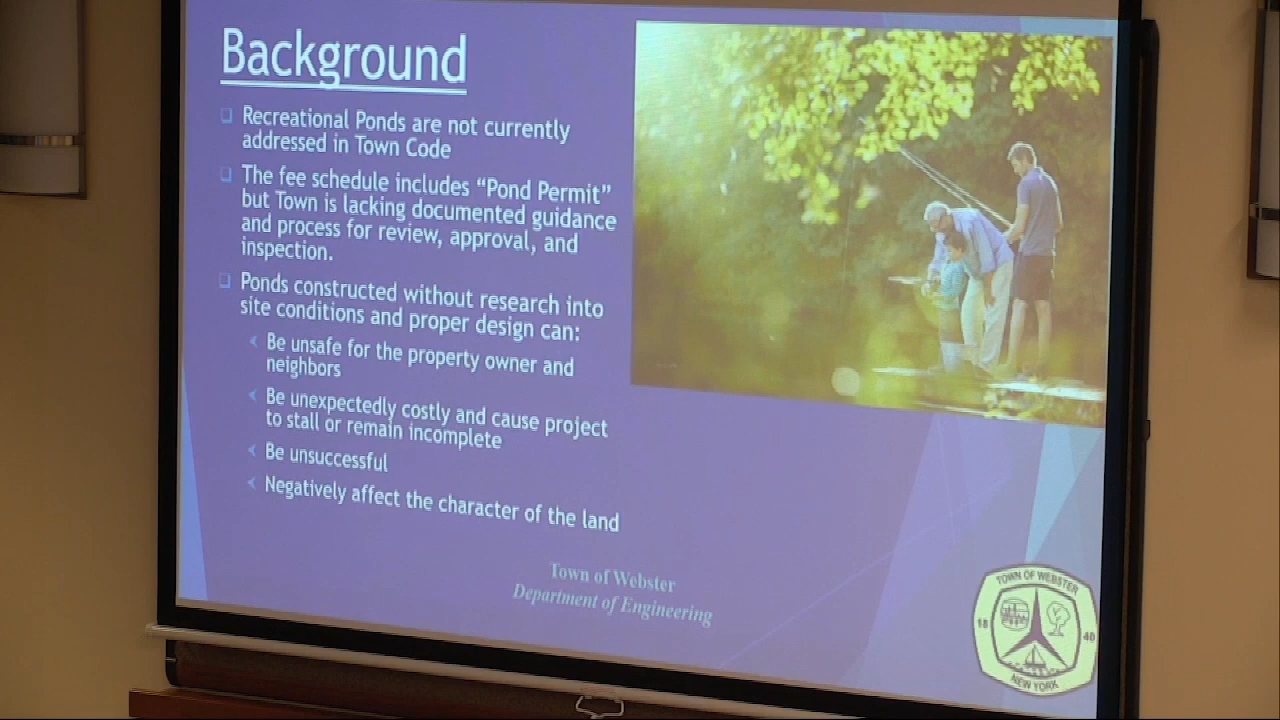 Background
Recreational Ponds are not currently
addressed in Town Code
The fee schedule includes “Pond Permit”
but Town is lacking documented guidance
and process for review, approval, and
inspection.
Ponds constructed without research into
site conditions and proper design can:
Be unsafe for the property owner and
neighbors
Be unexpectedly costly and cause project
to stall or remain incomplete
Be unsuccessful
Negatively affect the character of the land
Town of Webster
Department of Engineering
TOWN OF WEBSTER
18 40
NEW YORK